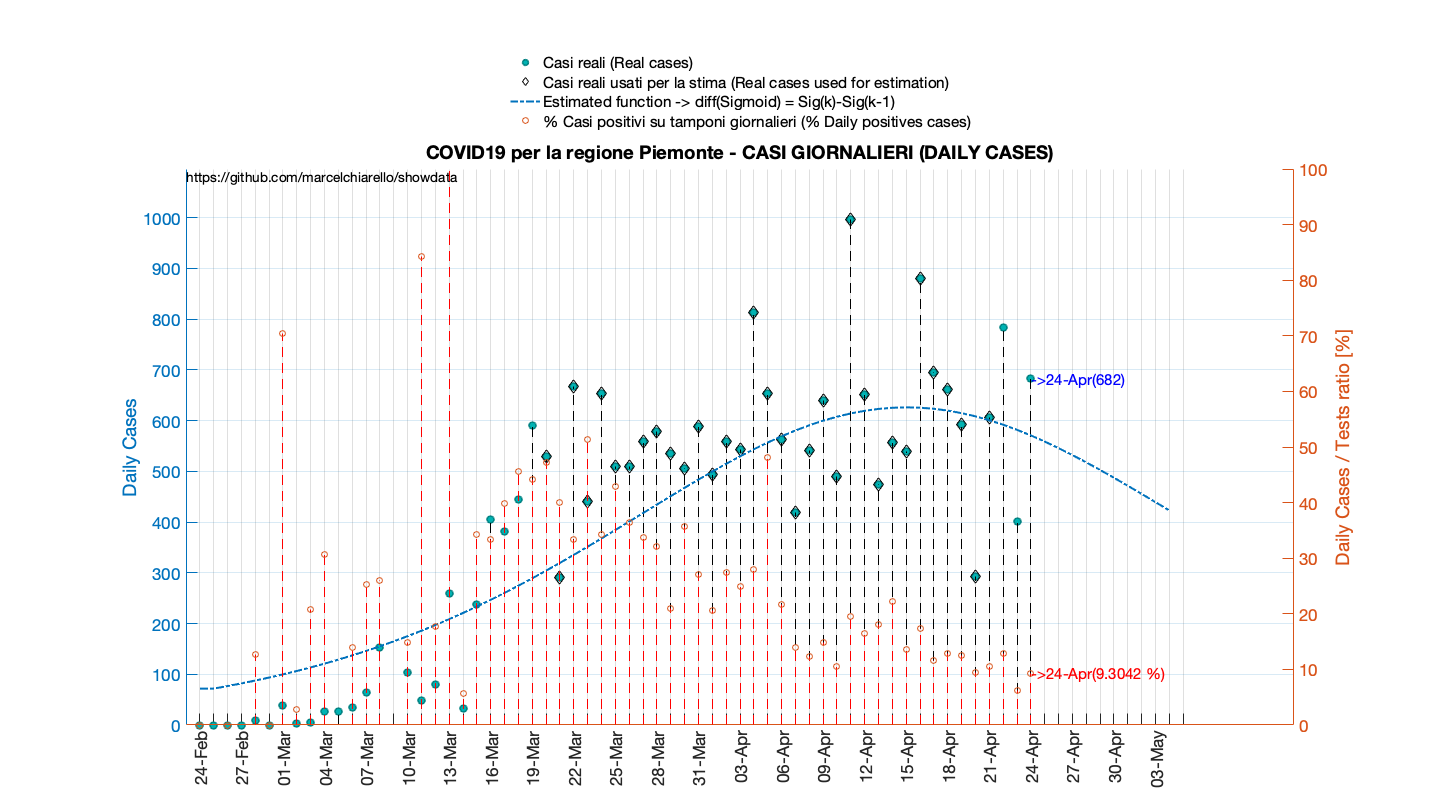 Casi reali (Real cases)
Casi reali usati per la stima (Real cases used for estimation)
Estimated function -> diff(Sigmoid) = Sig(k)-Sig(k-1)
% Casi positivi su tamponi giornalieri (% Daily positives cases)
COVID19 per la regione Piemonte - CASI GIORNALIERI (DAILY CASES)
https://github.com/marcelchiarello/showdata
Daily Cases
1000
900
800
700
600
500
400
300
200
100
0
->24-Apr(682)
->24-Apr(9.3042 %)
100
90
80
70
60
50
40
30
20
10
0
Daily Cases / Tests ratio [%]
24-Feb
27-Feb
01-Mar
04-Mar
07-Mar
10-Mar
13-Mar
16-Mar
19-Mar
22-Mar
25-Mar
28-Mar
31-Mar
03-Apr
06-Apr
09-Apr
12-Apr
15-Apr
18-Apr
21-Apr
24-Apr
27-Apr
30-Apr
03-May